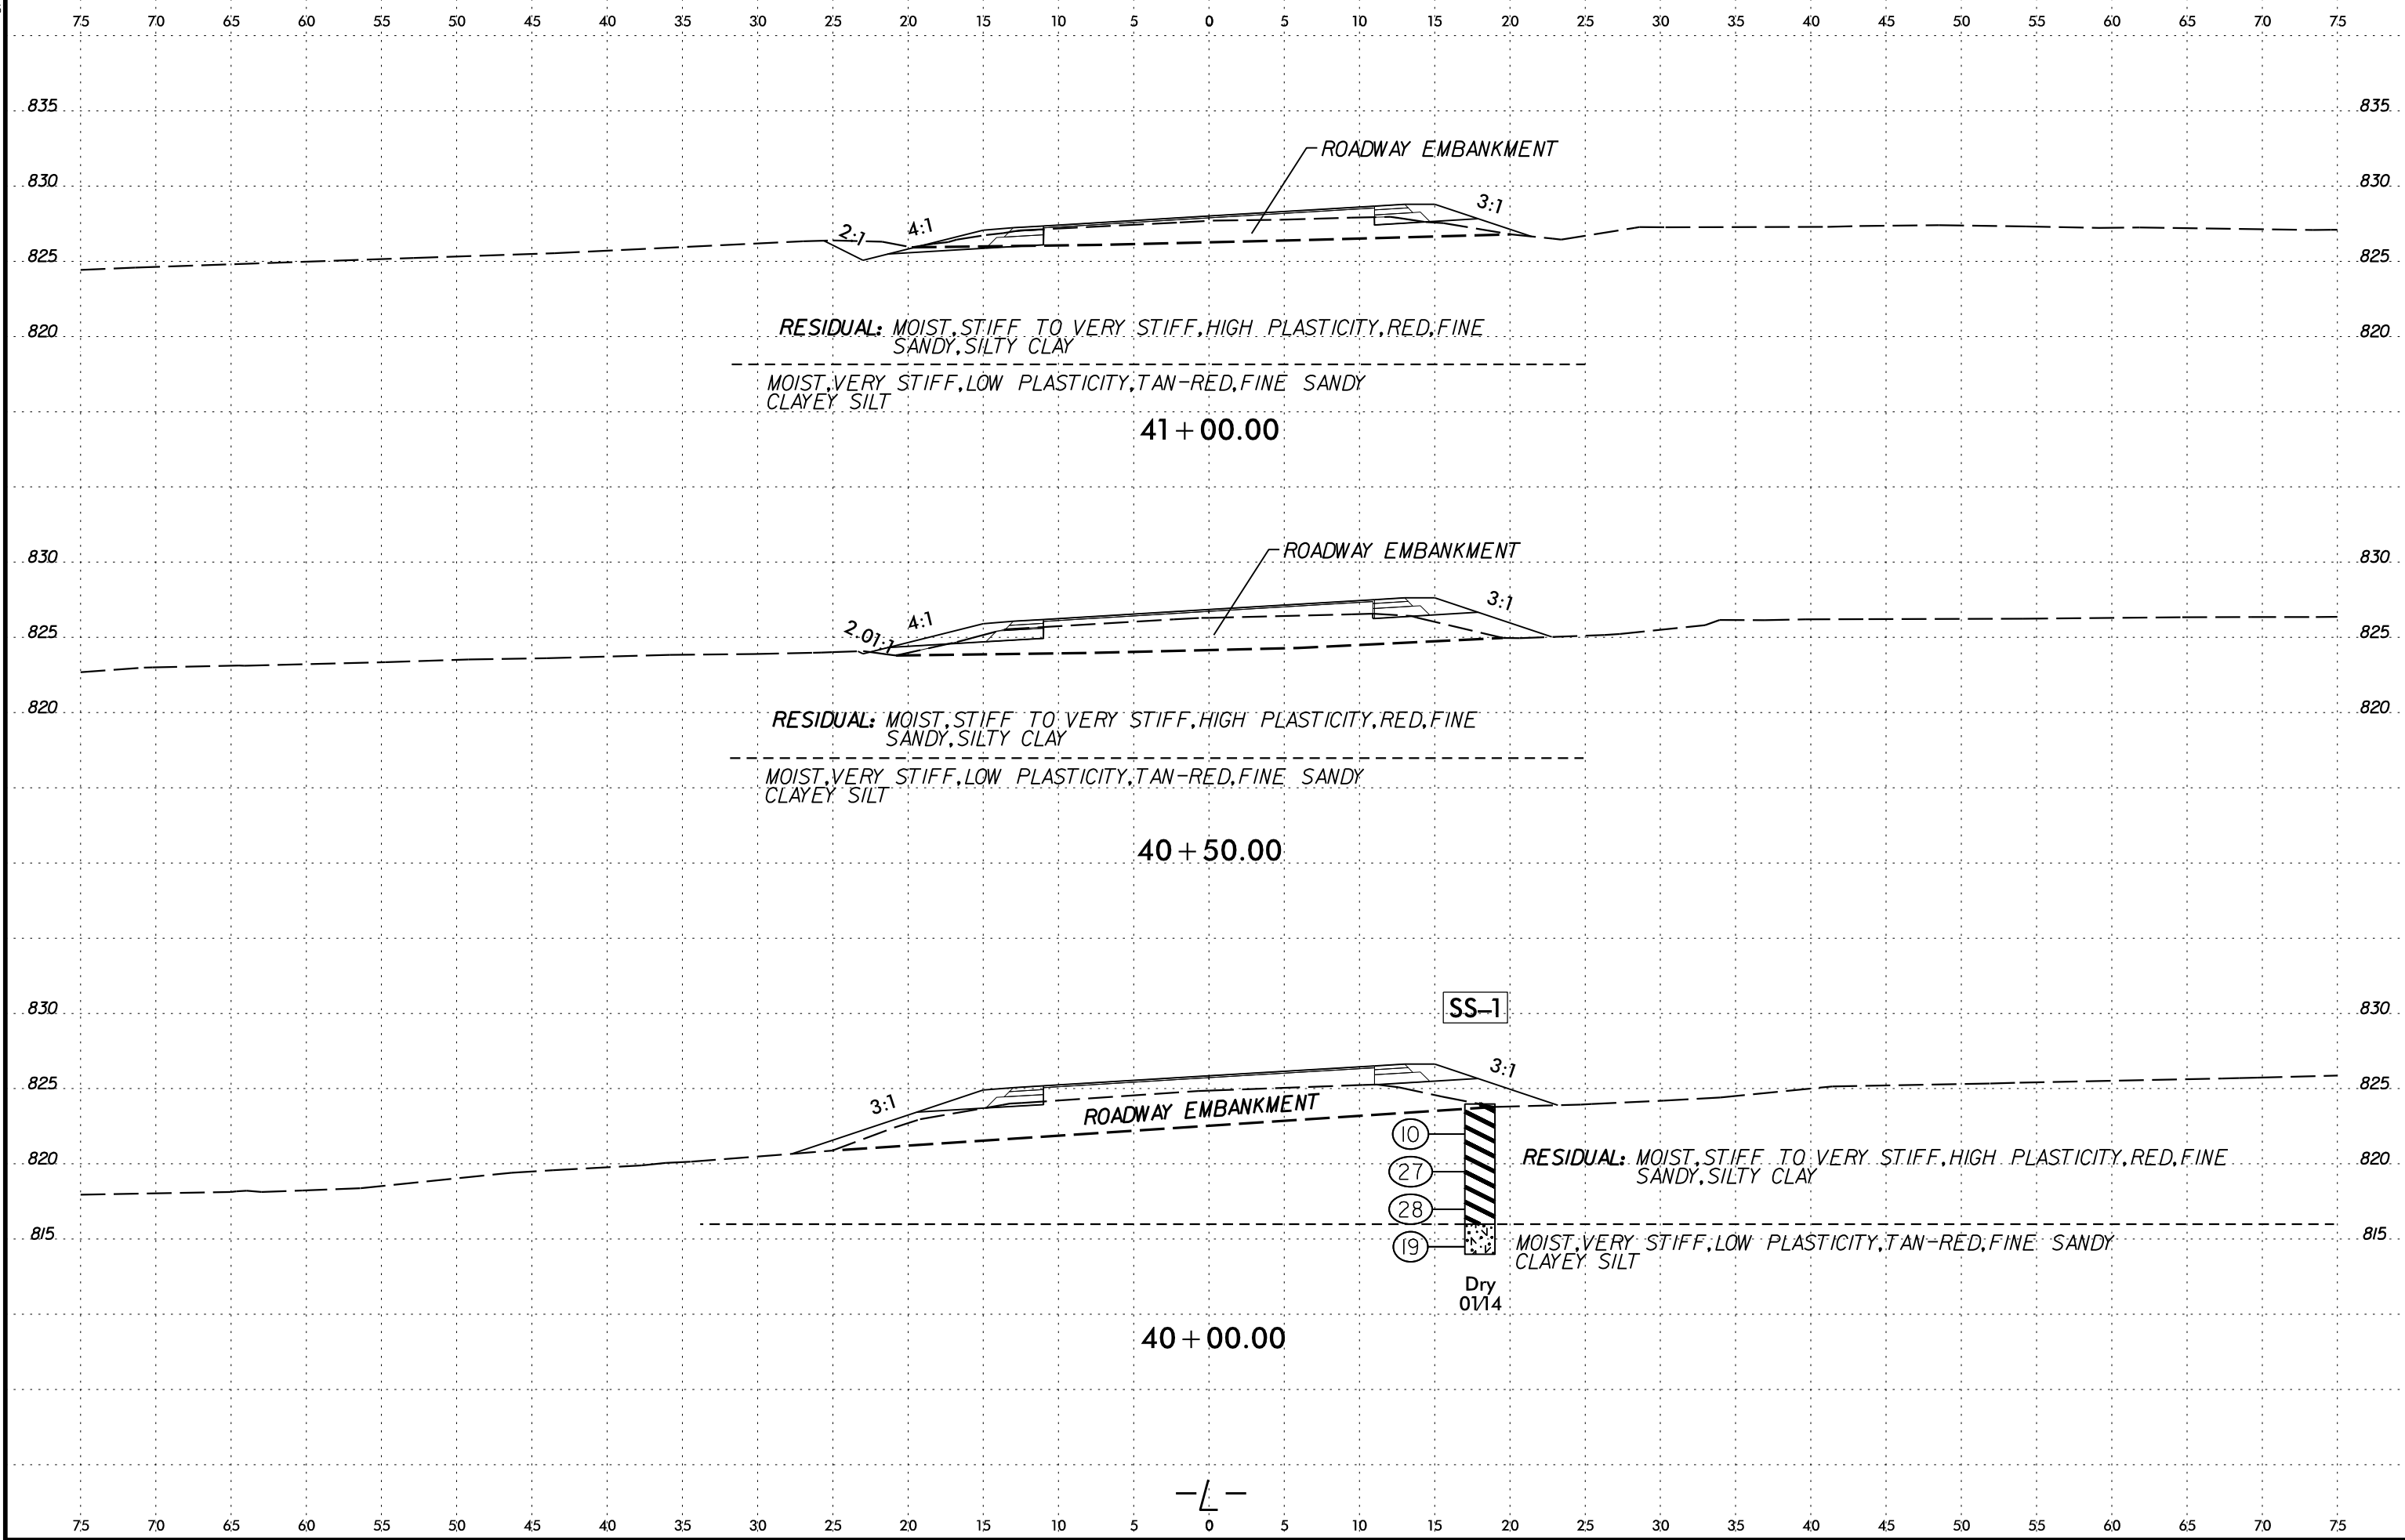 75 70 65 60 55 50 45 40 35 30 25 20 15 10 5 0 5 10 15 20 25 30 35 40 45 50 55 60 65 70 75
835 835
ROADWAY EMBANKMENT
830 830
3:1
4:1
2:1
825 825
820 820
RESIDUAL: MOIST,STIFF TO VERY STIFF,HIGH PLASTICITY,RED,FINE
SANDY,SILTY CLAY
MOIST,VERY STIFF,LOW PLASTICITY,TAN-RED,FINE SANDY
CLAYEY SILT
41+00.00
ROADWAY EMBANKMENT
830 830
3:1
4:1
2.01:1
825 825
820 820
RESIDUAL: MOIST,STIFF TO VERY STIFF,HIGH PLASTICITY,RED,FINE
SANDY,SILTY CLAY
MOIST,VERY STIFF,LOW PLASTICITY,TAN-RED,FINE SANDY
CLAYEY SILT
40+50.00
830 SS-1 830
3:1
825 825
3:1
ROADWAY EMBANKMENT
10
820 820
RESIDUAL: MOIST,STIFF TO VERY STIFF,HIGH PLASTICITY,RED,FINE
27
SANDY,SILTY CLAY
28
815 815
19
MOIST,VERY STIFF,LOW PLASTICITY,TAN-RED,FINE SANDY
CLAYEY SILT
Dry
01/14
40+00.00
-L-
75 70 65 60 55 50 45 40 35 30 25 20 15 10 5 0 5 10 15 20 25 30 35 40 45 50 55 60 65 70 75